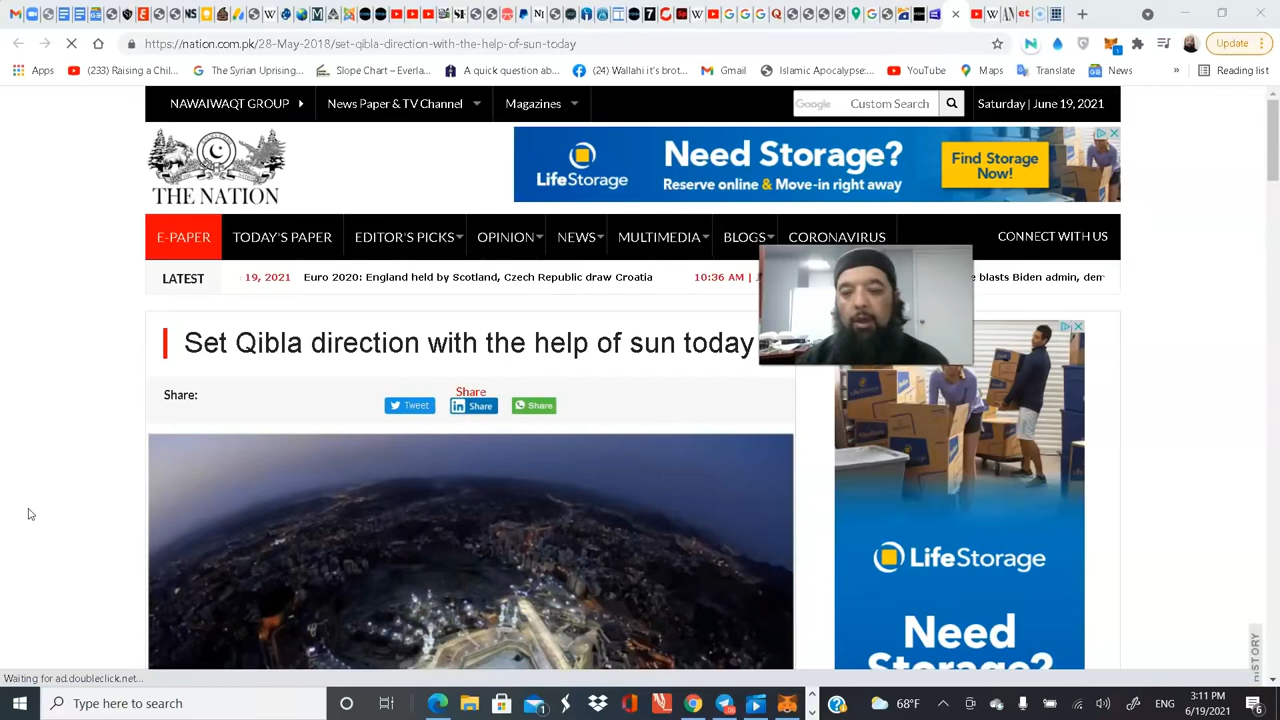 https://nation.com.pk/28-May-2018/set-qibla-direction-with-the-help-of-sun-today
Update
Apps
(233) Raising a Chil...
The Syrian Uprising...
Slope Chart—Everla...
A quick question ab...
(24) Wallahi it's brot...
Gmail
Islamic Apocalypse:...
YouTube
Maps
Translate
News
»
Reading list
NAWAIWAQT GROUP
News Paper & TV Channel
Magazines
Google Custom Search
Saturday | June 19, 2021
THE NATION
LifeStorage
Need Storage?
Reserve online & Move-in right away
Find Storage
Now!
E-PAPER
TODAY'S PAPER
EDITOR'S PICKS
OPINION
NEWS
MULTIMEDIA
BLOGS
CORONAVIRUS
CONNECT WITH US
LATEST
19, 2021 Euro 2020: England held by Scotland, Czech Republic draw Croatia
10:36 AM |
blasts Biden admin, dem
Set Qibla direction with the help of sun today
Share:
Share
Tweet
in Share
Share
LifeStorage
Need
Storage?
HISTORY
Waiting for ad.doubleclick.net...
Type here to search
68°F
ENG
3:11 PM
6/19/2021